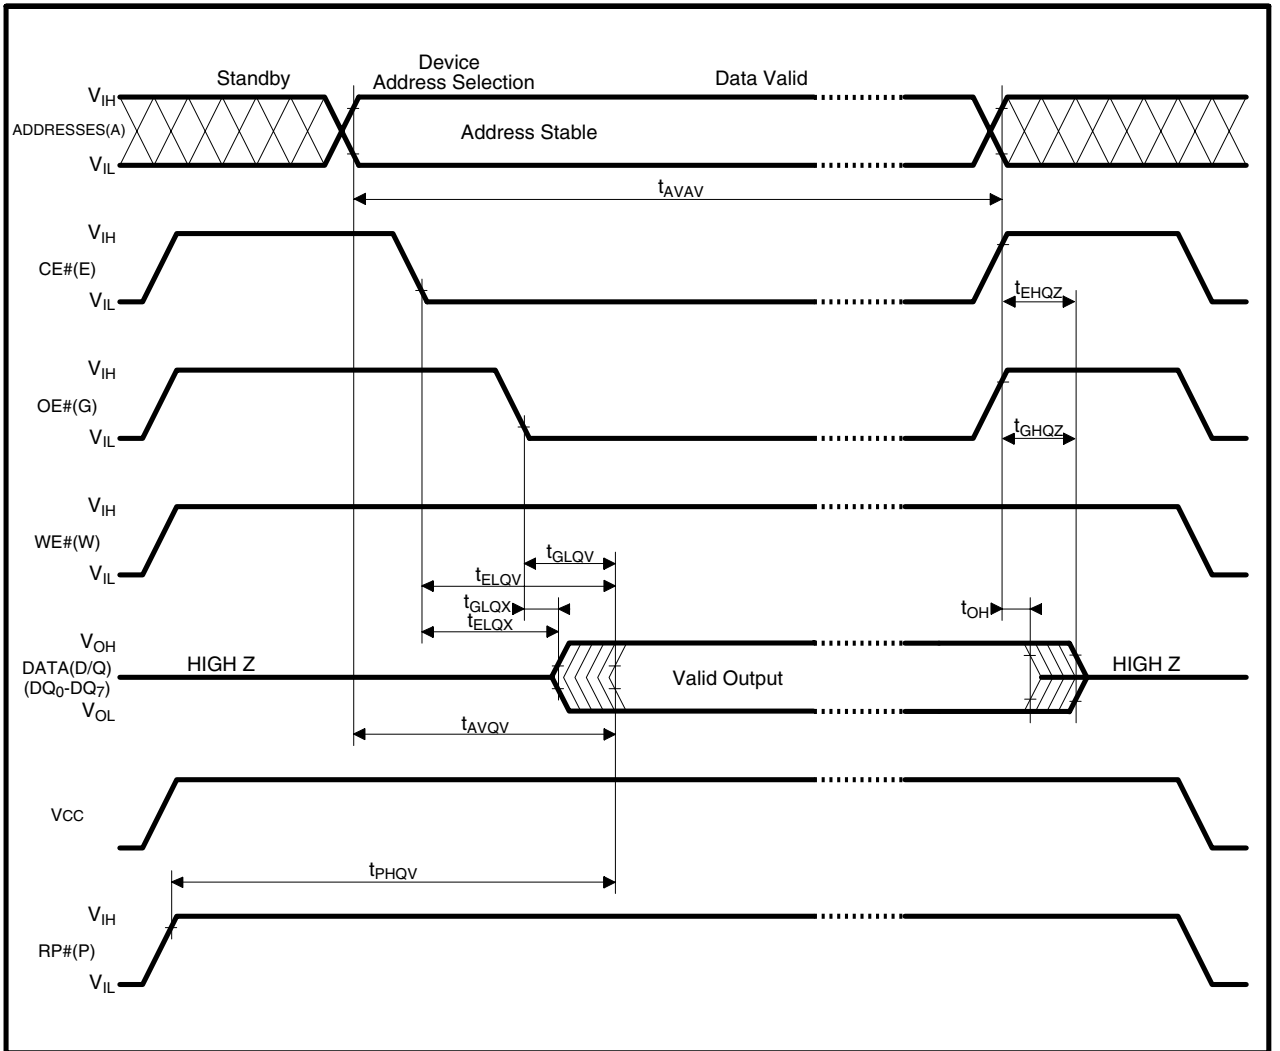 Standby
Device
Address Selection
Data Valid
VIH
ADDRESSES(A)
VIL
Address Stable
tAVAV
VIH
CE#(E)
VIL
tEHQZ
VIH
OE#(G)
VIL
tGHQZ
VIH
WE#(W)
VIL
tGLQV
tELQV
tGLQX
tELQX
tOH
VOH
DATA(D/Q)
(DQ0-DQ7)
VOL
HIGH Z
Valid Output
HIGH Z
tAVQV
VCC
tPHQV
VIH
RP#(P)
VIL